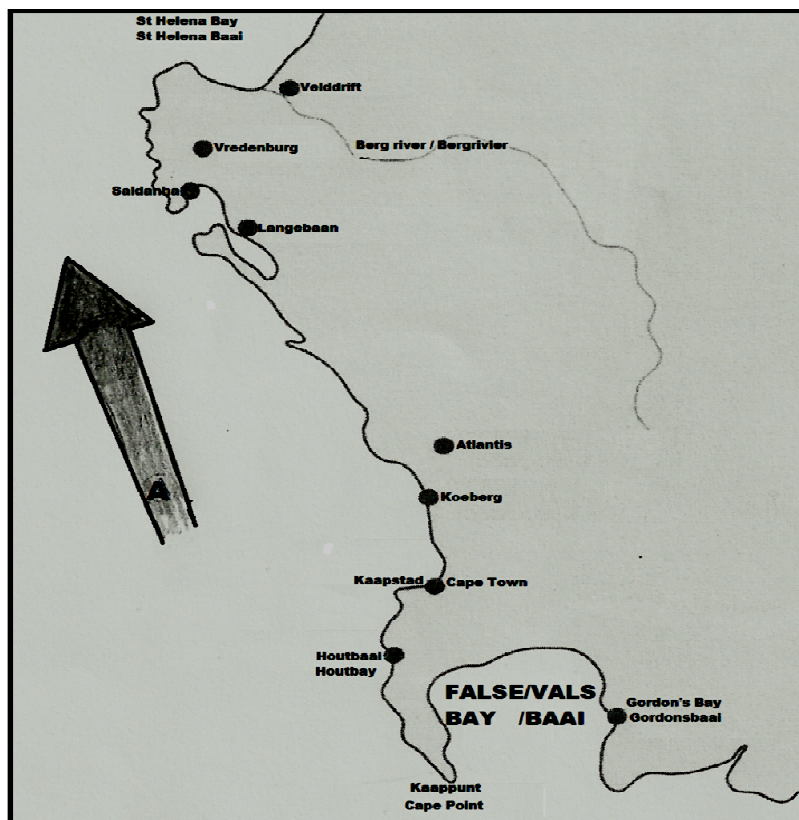 St Helena Bay
St Helena Baai
Velddrift
Berg river / Bergrivier
Vredenburg
Saldanha
Langebaan
A
Atlantis
Koeberg
Kaapstad Cape Town
Houtbaai
Houtbay
FALSE/VALS
BAY /BAAI
Gordon's Bay
Gordonsbaai
Kaappunt
Cape Point